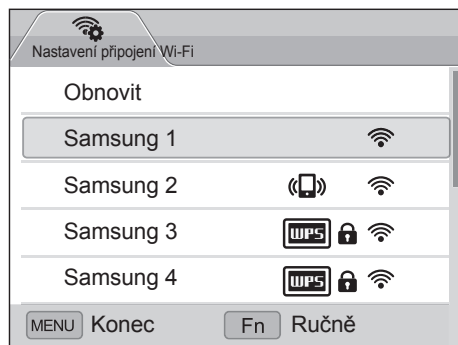 Nastavení připojení Wi-Fi
Obnovit
Samsung 1
Samsung 2
Samsung 3 WPS
Samsung 4 WPS
MENU Konec Fn Ručně